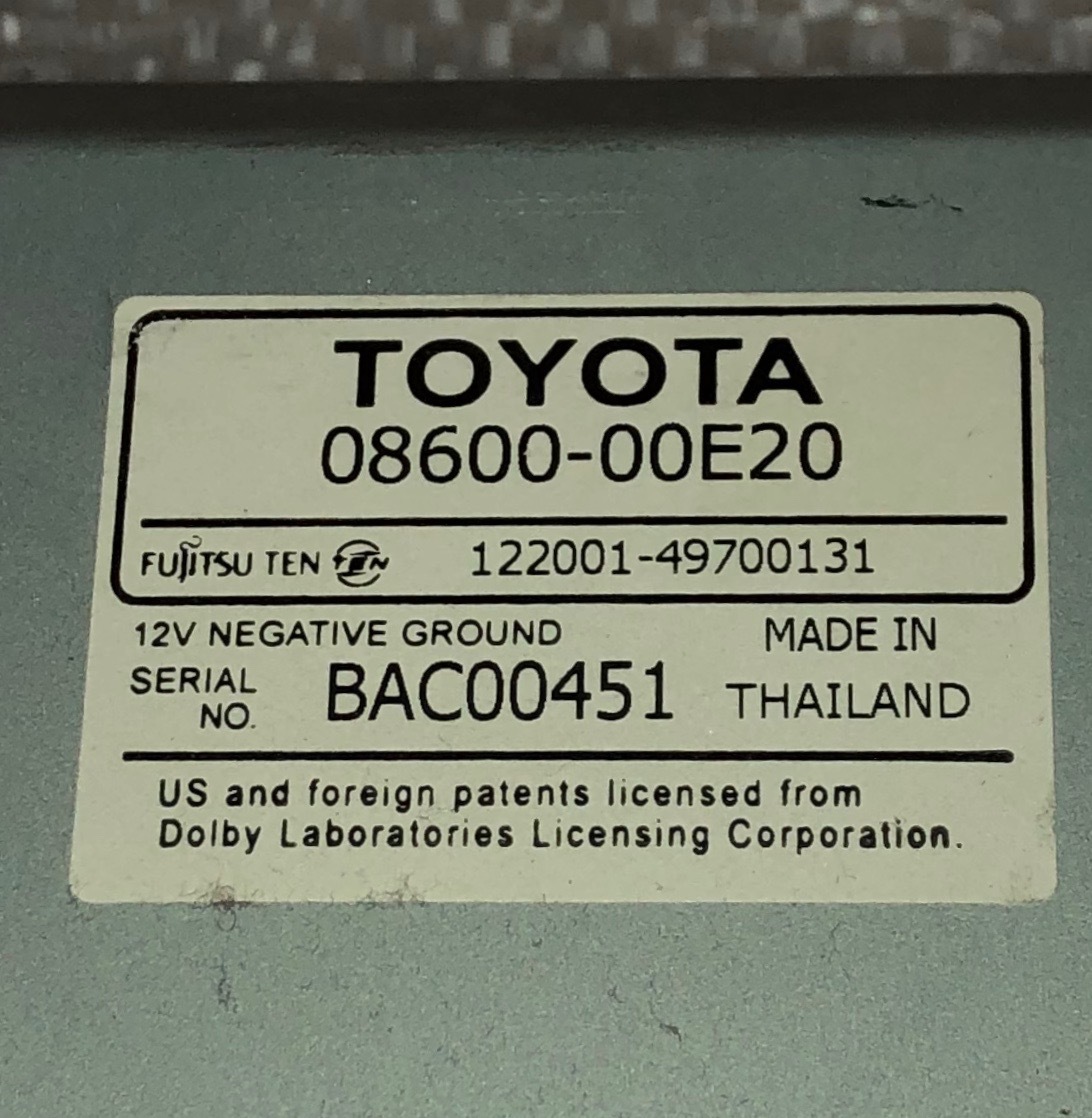 TOYOTA
08600-00E20
FUJITSU TEN TEN 122001-49700131
12V NEGATIVE GROUND MADE IN
SERIAL NO. BAC00451 THAILAND
US and foreign patents licensed from
Dolby Laboratories Licensing Corporation.